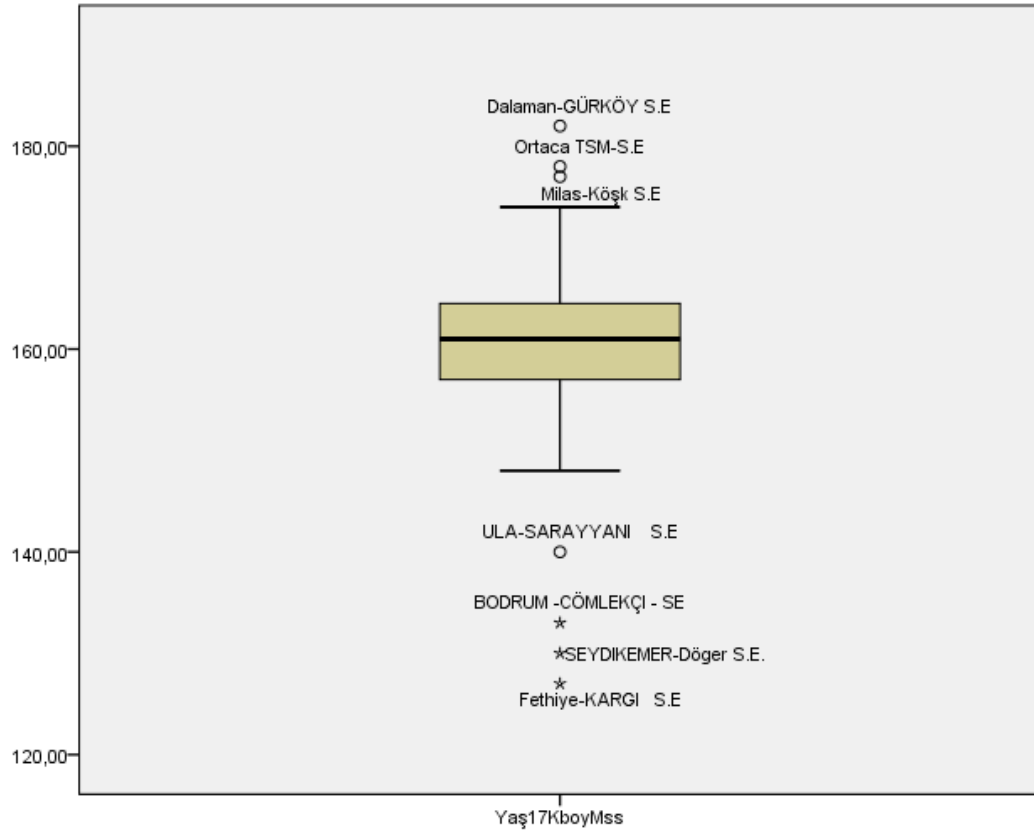 Dalaman-GÜRKÖY S.E
180,00
Ortaca TSM-S.E
Milas-Köşk S.E
160,00
ULA-SARAYYANI S.E
140,00
BODRUM -CÖMLEKÇI - SE
SEYDIKEMER-Döger S.E.
Fethiye-KARGI S.E
120,00
Yaş17KboyMss